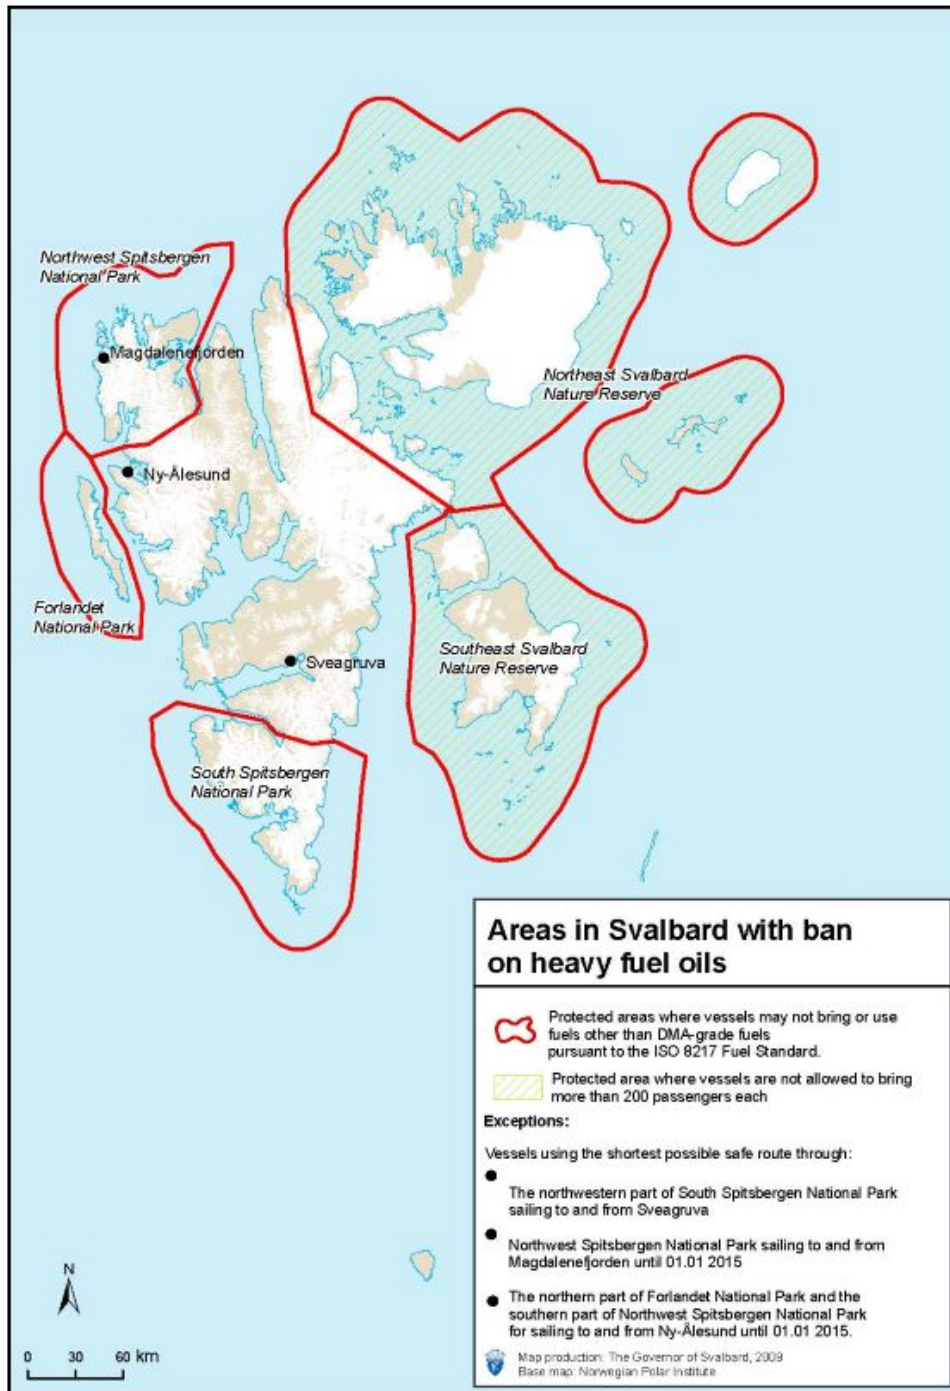 Northwest Spitsbergen
National Park
Magdalenefjorden
Northeast Svalbard
Nature Reserve
Ny-Ålesund
Forlandet
National Park
Sveagruva
Southeast Svalbard
Nature Reserve
South Spitsbergen
National Park
Areas in Svalbard with ban
on heavy fuel oils
Protected areas where vessels may not bring or use
fuels other than DMA-grade fuels
pursuant to the ISO 8217 Fuel Standard.
Protected area where vessels are not allowed to bring
more than 200 passengers each
Exceptions:
Vessels using the shortest possible safe route through:
The northwestern part of South Spitsbergen National Park
sailing to and from Sveagruva
Northwest Spitsbergen National Park sailing to and from
Magdalenefjorden until 01.01 2015
The northern part of Forlandet National Park and the
southern part of Northwest Spitsbergen National Park
for sailing to and from Ny-Ålesund until 01.01 2015.
N
0 30 60 km
Map production: The Governor of Svalbard, 2009
Base map: Norwegian Polar Institute